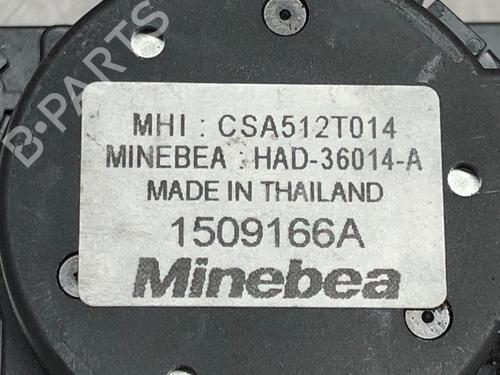 B-PARTS
MHI : CSA512T014
MINEBEA : HAD-36014-A
MADE IN THAILAND
1509166A
Minebea